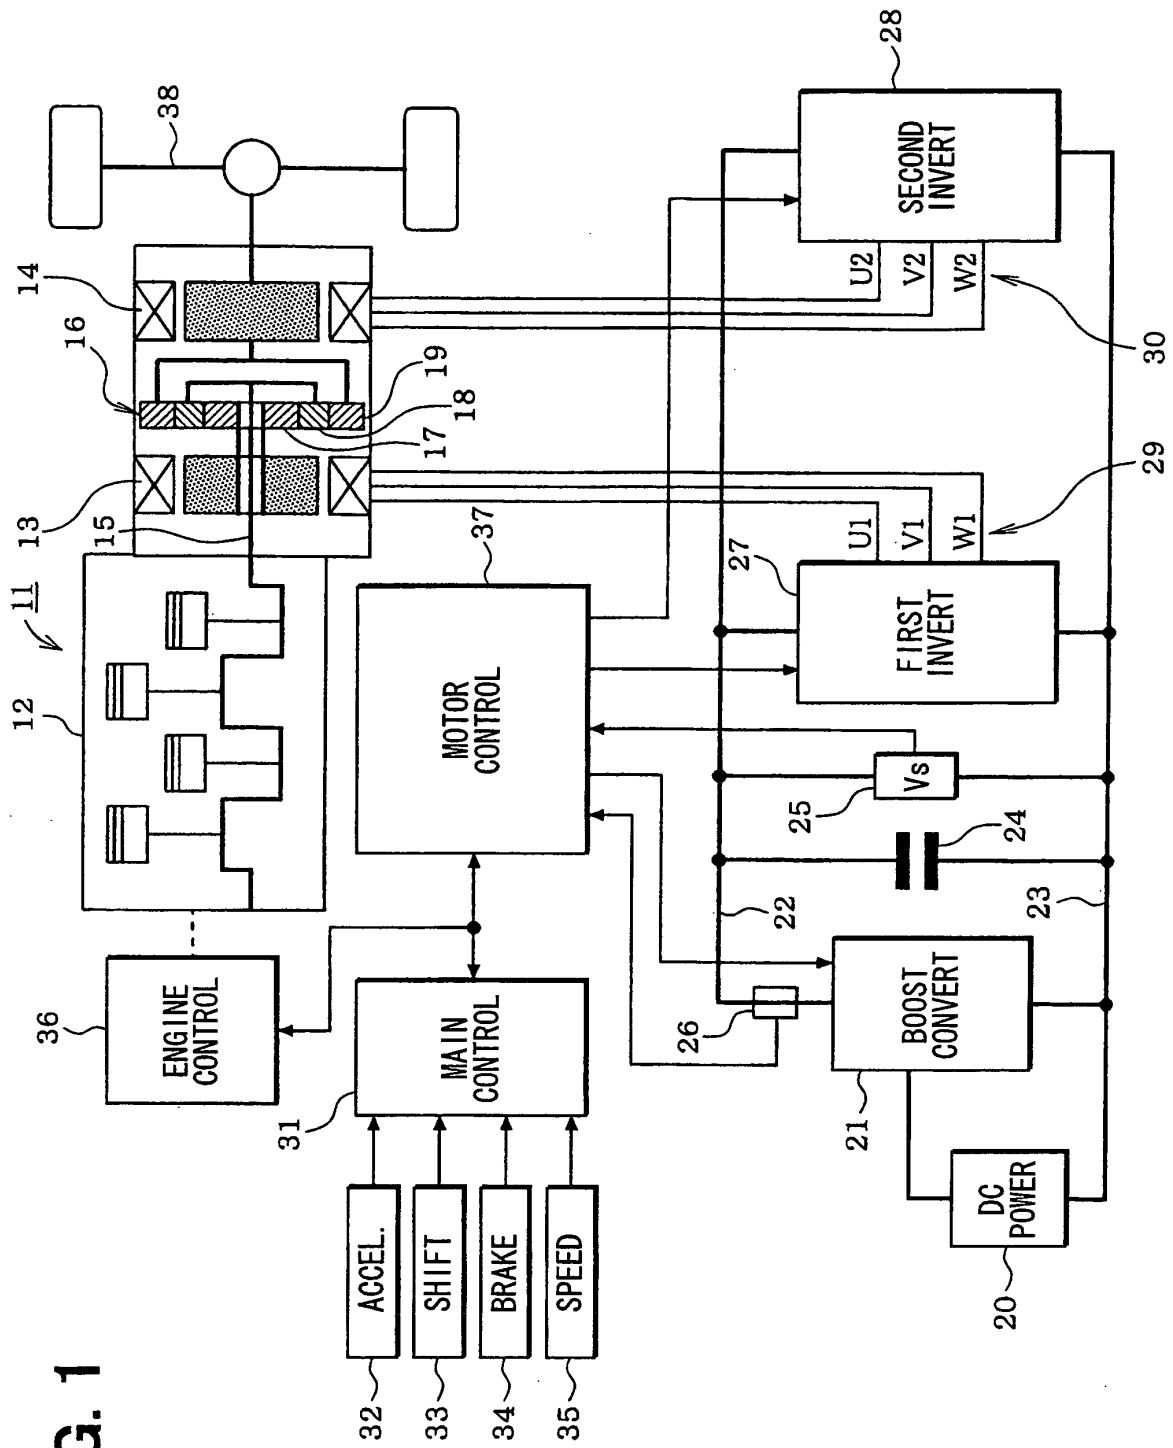 G. 1
11
12
13
14
15
16
17
18
19
38
36
ENGINE
CONTROL
31
MAIN
CONTROL
37
MOTOR
CONTROL
32
ACCEL.
33
SHIFT
34
BRAKE
35
SPEED
20
DC
POWER
21
BOOST
CONVERT
22
23
24
25
Vs
26
27
FIRST
INVERT
U1
V1
W1
29
28
SECOND
INVERT
U2
V2
W2
30